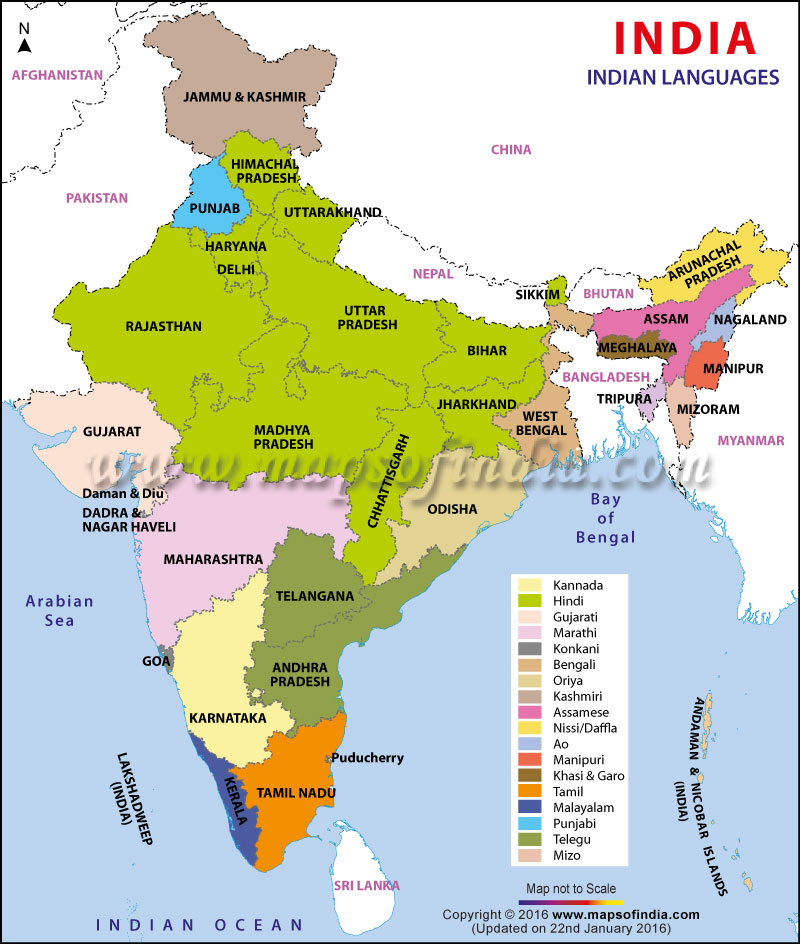 N
INDIA
INDIAN LANGUAGES
AFGHANISTAN
JAMMU & KASHMIR
CHINA
HIMACHAL
PRADESH
PAKISTAN
PUNJAB
UTTARAKHAND
HARYANA
DELHI
NEPAL
ARUNACHAL
PRADESH
SIKKIM
BHUTAN
RAJASTHAN
UTTAR
PRADESH
ASSAM
NAGALAND
BIHAR
MEGHALAYA
MANIPUR
BANGLADESH
JHARKHAND
TRIPURA
MIZORAM
GUJARAT
MADHYA
PRADESH
WEST
BENGAL
MYANMAR
CHHATTISGARH
www.mapsofindia.com
Daman & Diu
DADRA &
NAGAR HAVELI
ODISHA
Bay
of
Bengal
MAHARASHTRA
TELANGANA
Arabian
Sea
GOA
ANDHRA
PRADESH
KARNATAKA
Puducherry
LAKSHADWEEP
(INDIA)
KERALA
TAMIL NADU
ANDAMAN & NICOBAR ISLANDS
(INDIA)
SRI LANKA
INDIAN OCEAN
Kannada
Hindi
Gujarati
Marathi
Konkani
Bengali
Oriya
Kashmiri
Assamese
Nissi/Daffla
Ao
Manipuri
Khasi & Garo
Tamil
Malayalam
Punjabi
Telegu
Mizo
Map not to Scale
Copyright © 2016 www.mapsofindia.com
(Updated on 22nd January 2016)